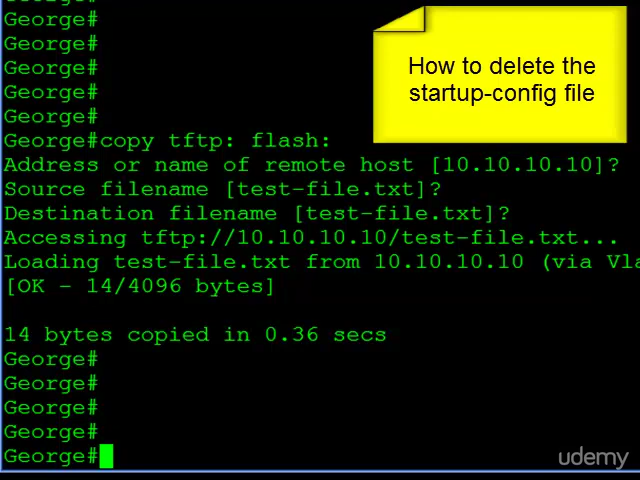 George#
George#
George#
George#
George#
George#
How to delete the
startup-config file
George#copy tftp: flash:
Address or name of remote host [10.10.10.10]?
Source filename [test-file.txt]?
Destination filename [test-file.txt]?
Accessing tftp://10.10.10.10/test-file.txt...
Loading test-file.txt from 10.10.10.10 (via Vla
[OK - 14/4096 bytes]
14 bytes copied in 0.36 secs
George#
George#
George#
George#
George#
udemy